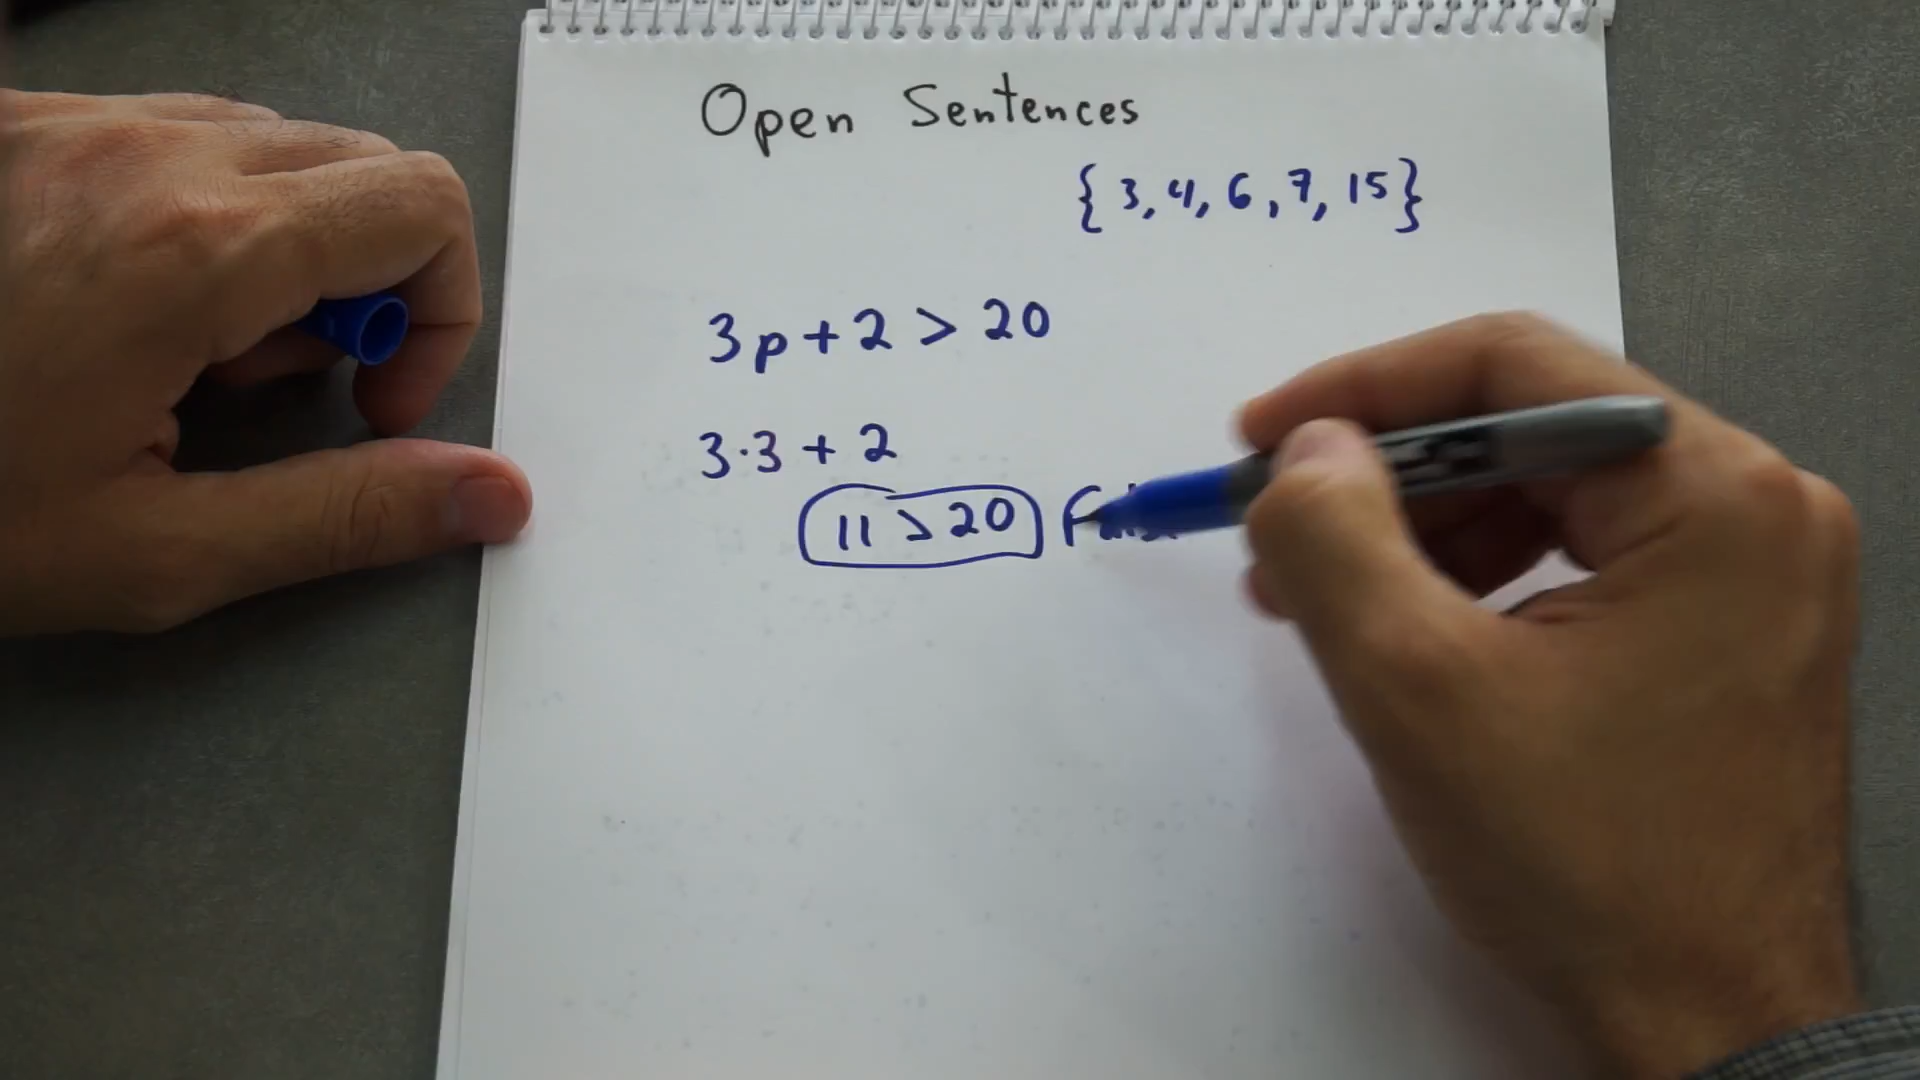 Open Sentences
{3, 4, 6, 7, 15}
3p + 2 > 20
3·3 + 2
11 > 20